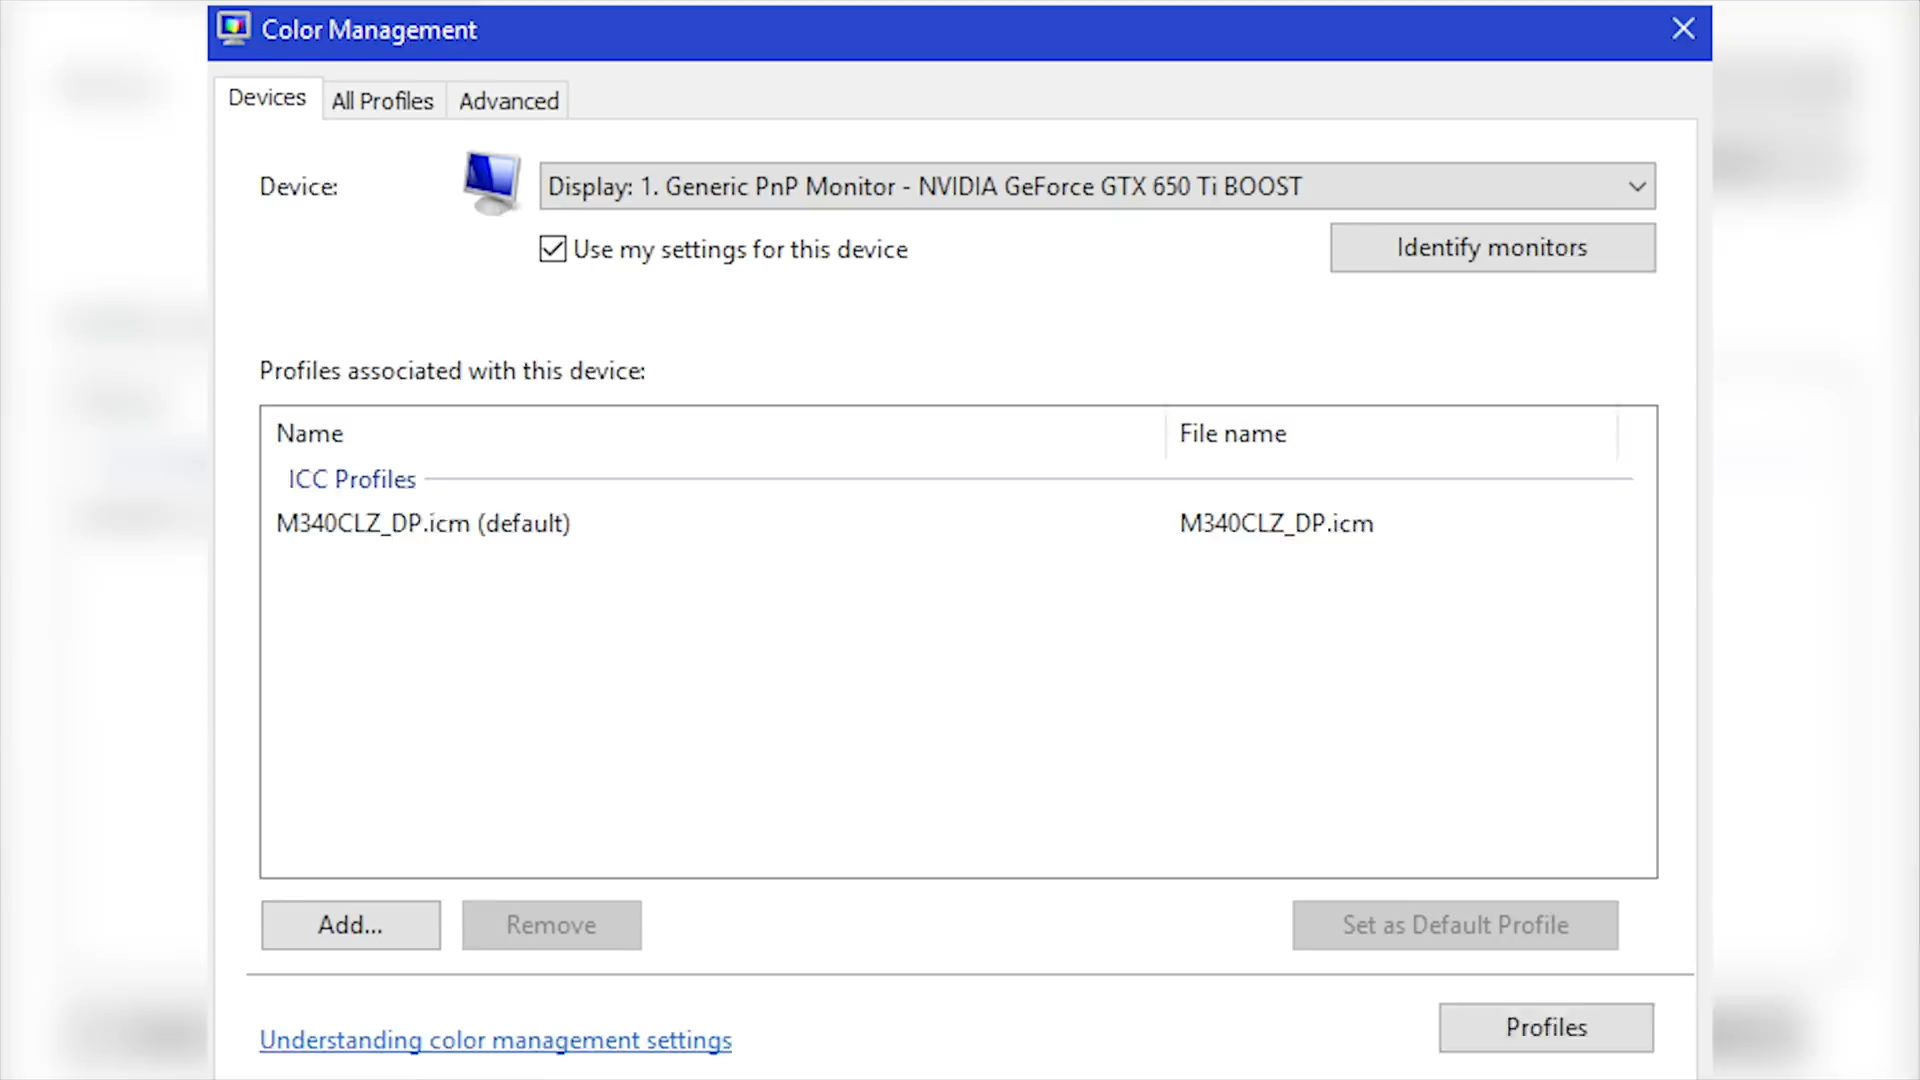 Color Management
Devices
All Profiles
Advanced
Device:
Display: 1. Generic PnP Monitor - NVIDIA GeForce GTX 650 Ti BOOST
Use my settings for this device
Identify monitors
Profiles associated with this device:
Name
File name
ICC Profiles
M340CLZ_DP.icm (default)
M340CLZ_DP.icm
Add...
Remove
Set as Default Profile
Understanding color management settings
Profiles